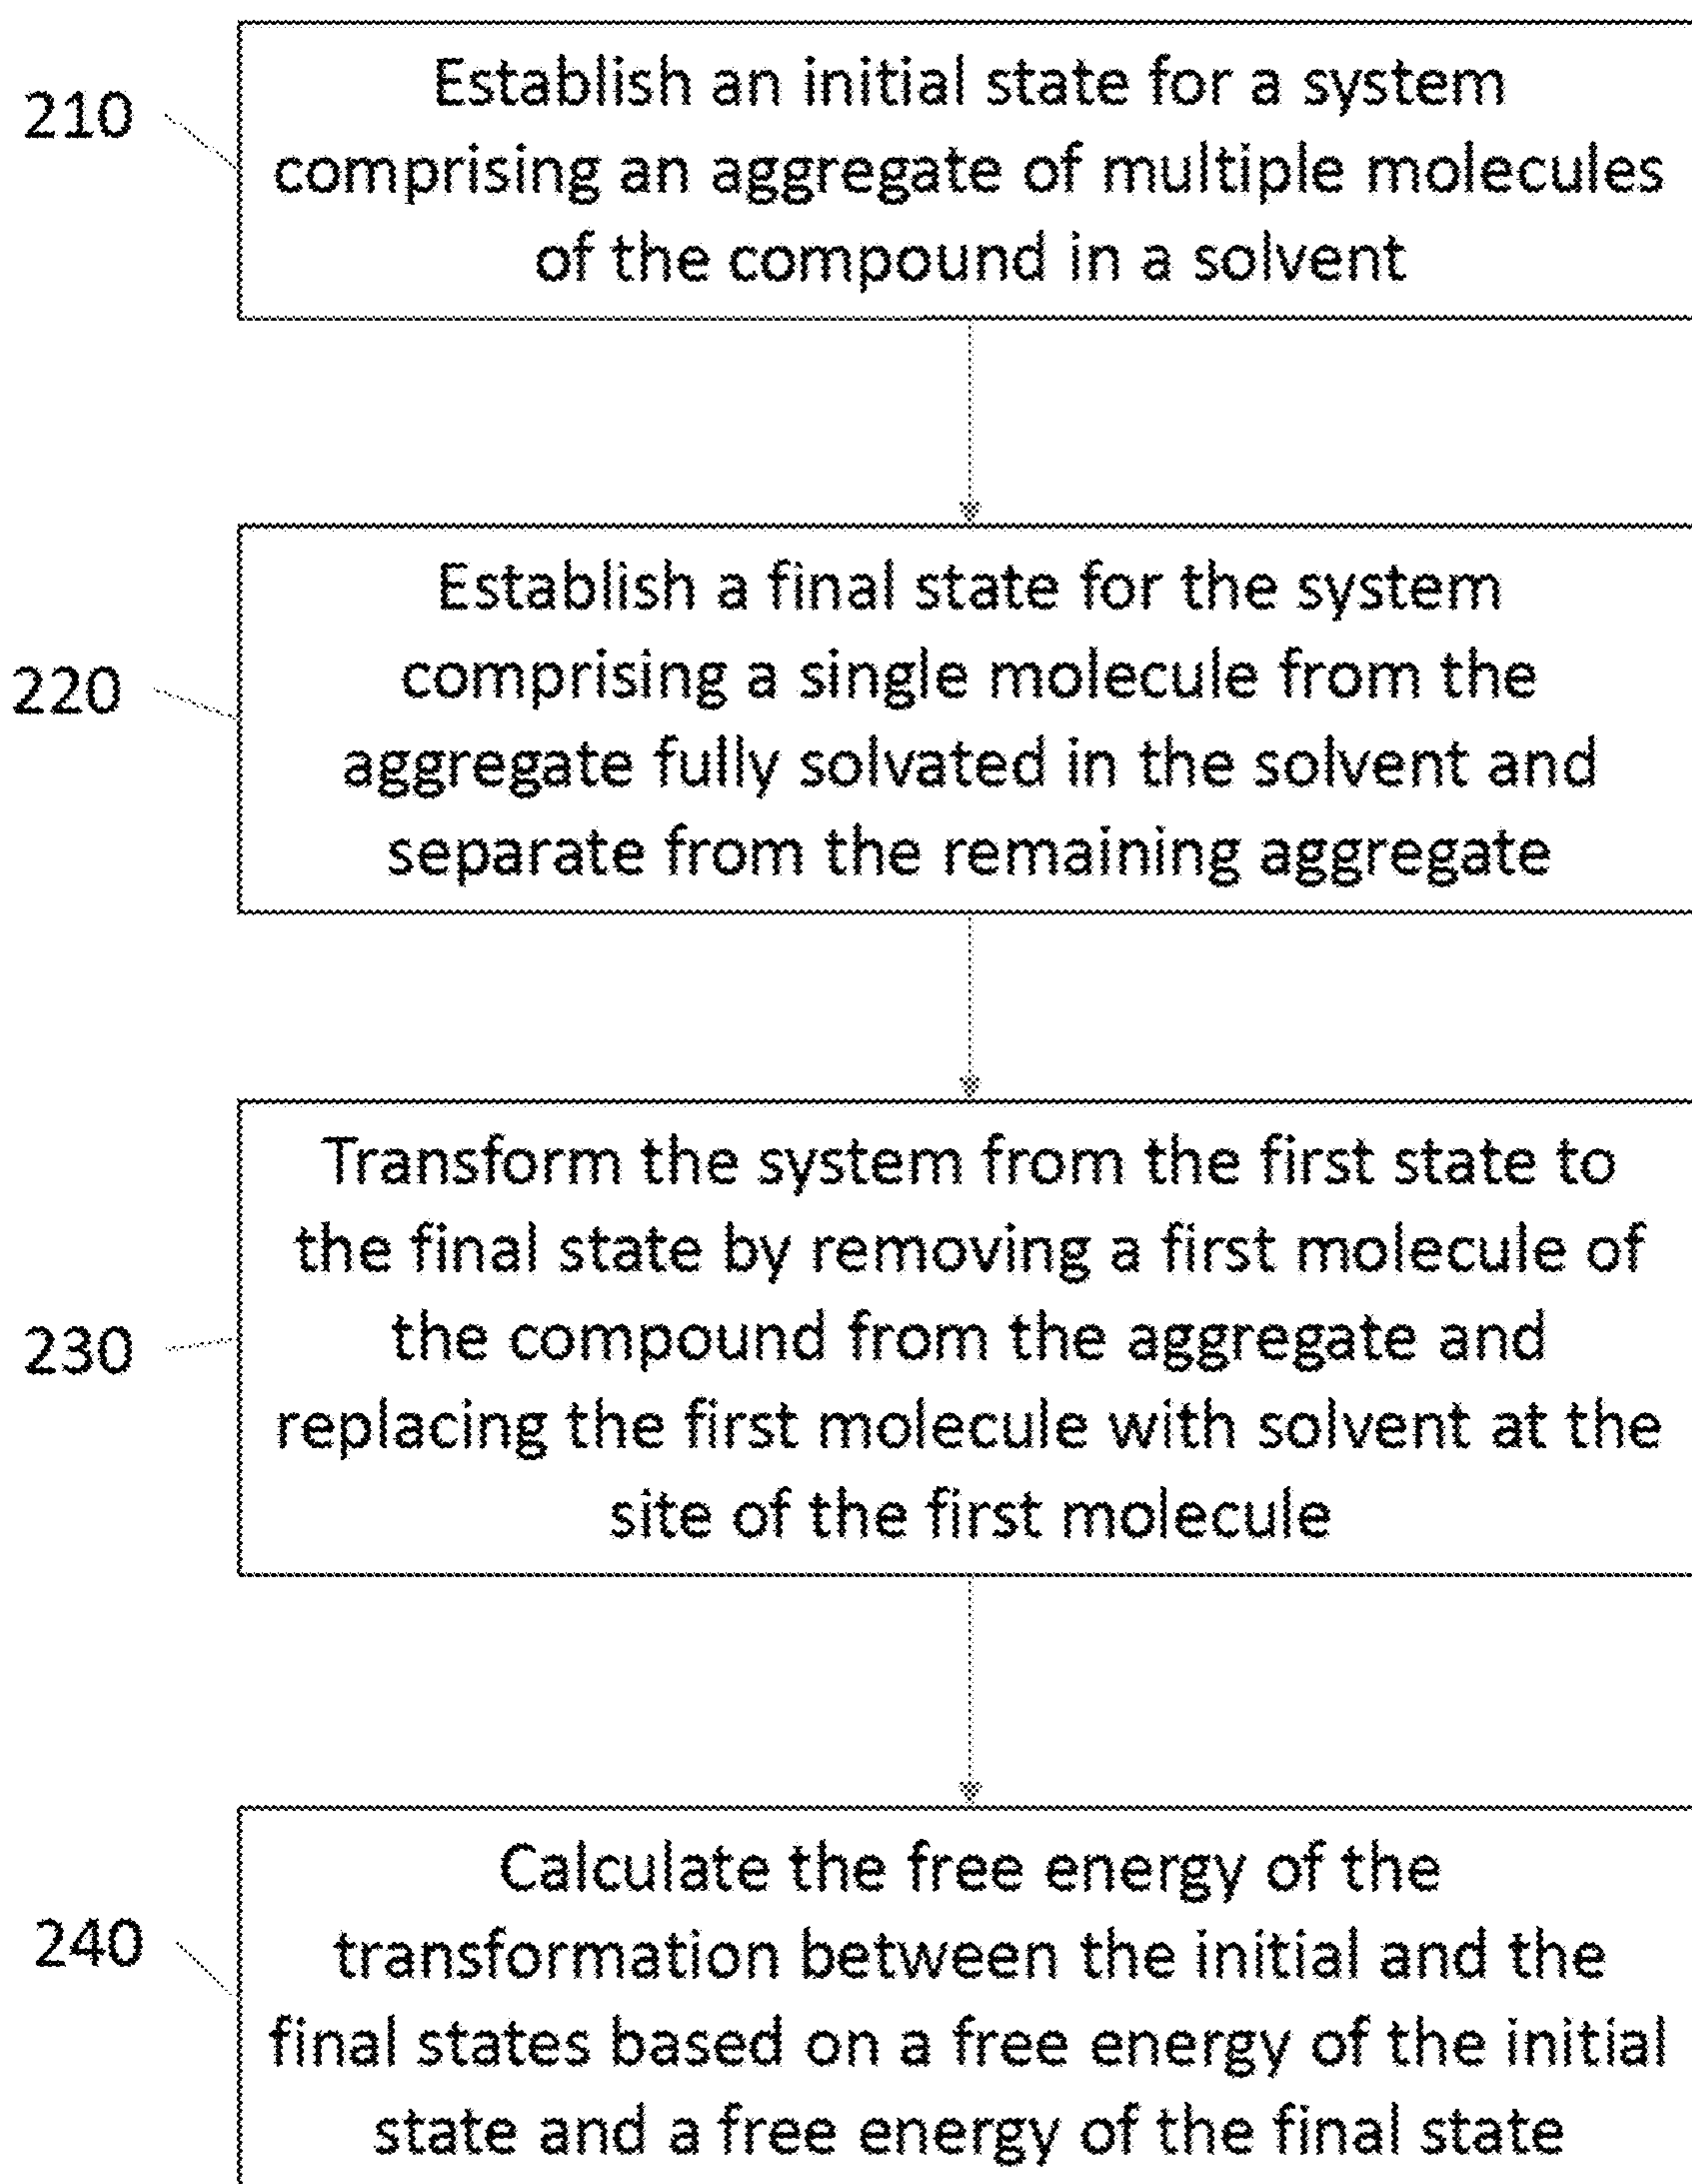 210
Establish an initial state for a system
comprising an aggregate of multiple molecules
of the compound in a solvent
220
Establish a final state for the system
comprising a single molecule from the
aggregate fully solvated in the solvent and
separate from the remaining aggregate
230
Transform the system from the first state to
the final state by removing a first molecule of
the compound from the aggregate and
replacing the first molecule with solvent at the
site of the first molecule
240
Calculate the free energy of the
transformation between the initial and the
final states based on a free energy of the initial
state and a free energy of the final state